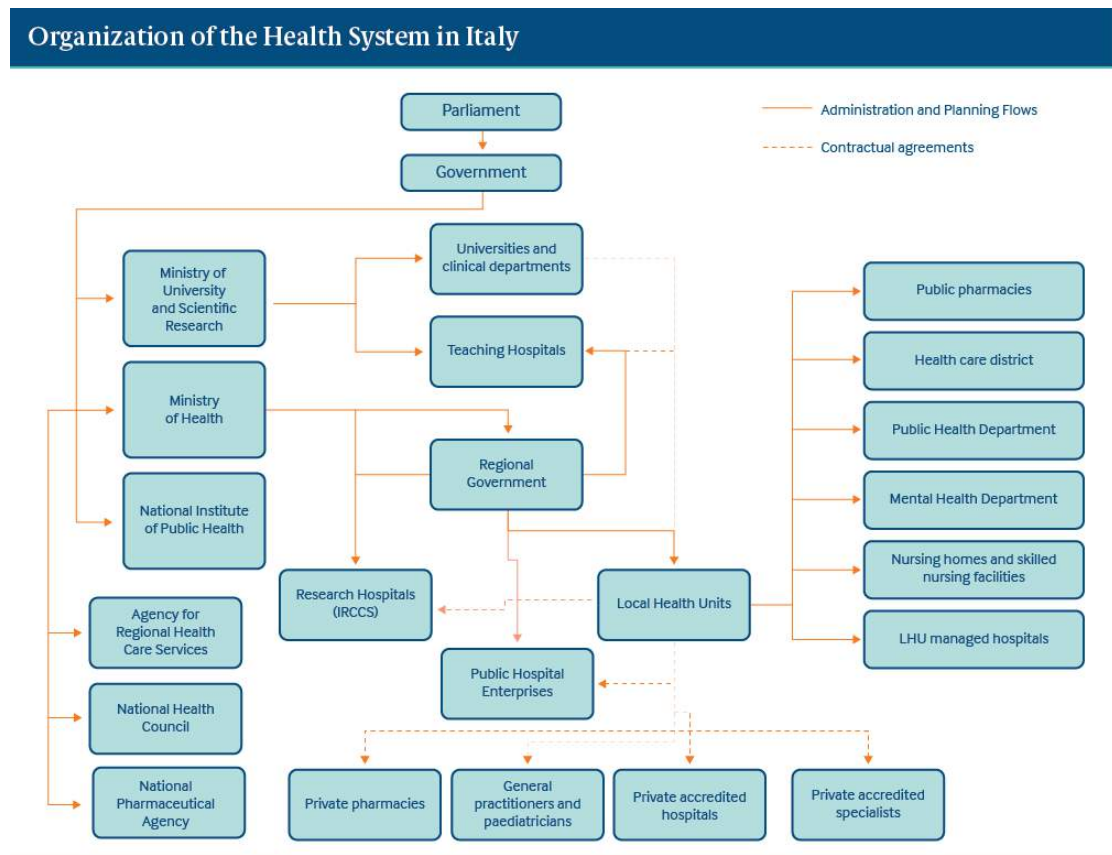 Organization of the Health System in Italy
Parliament
Administration and Planning Flows
Contractual agreements
Government
Universities and
clinical departments
Ministry of
University
and Scientific
Research
Public pharmacies
Teaching Hospitals
Health care district
Ministry
of Health
Public Health Department
Regional
Government
Mental Health Department
National Institute
of Public Health
Nursing homes and skilled
nursing facilities
Research Hospitals
(IRCCS)
Local Health Units
Agency for
Regional Health
Care Services
LHU managed hospitals
Public Hospital
Enterprises
National Health
Council
National
Pharmaceutical
Agency
Private pharmacies
General
practitioners and
paediatricians
Private accredited
hospitals
Private accredited
specialists